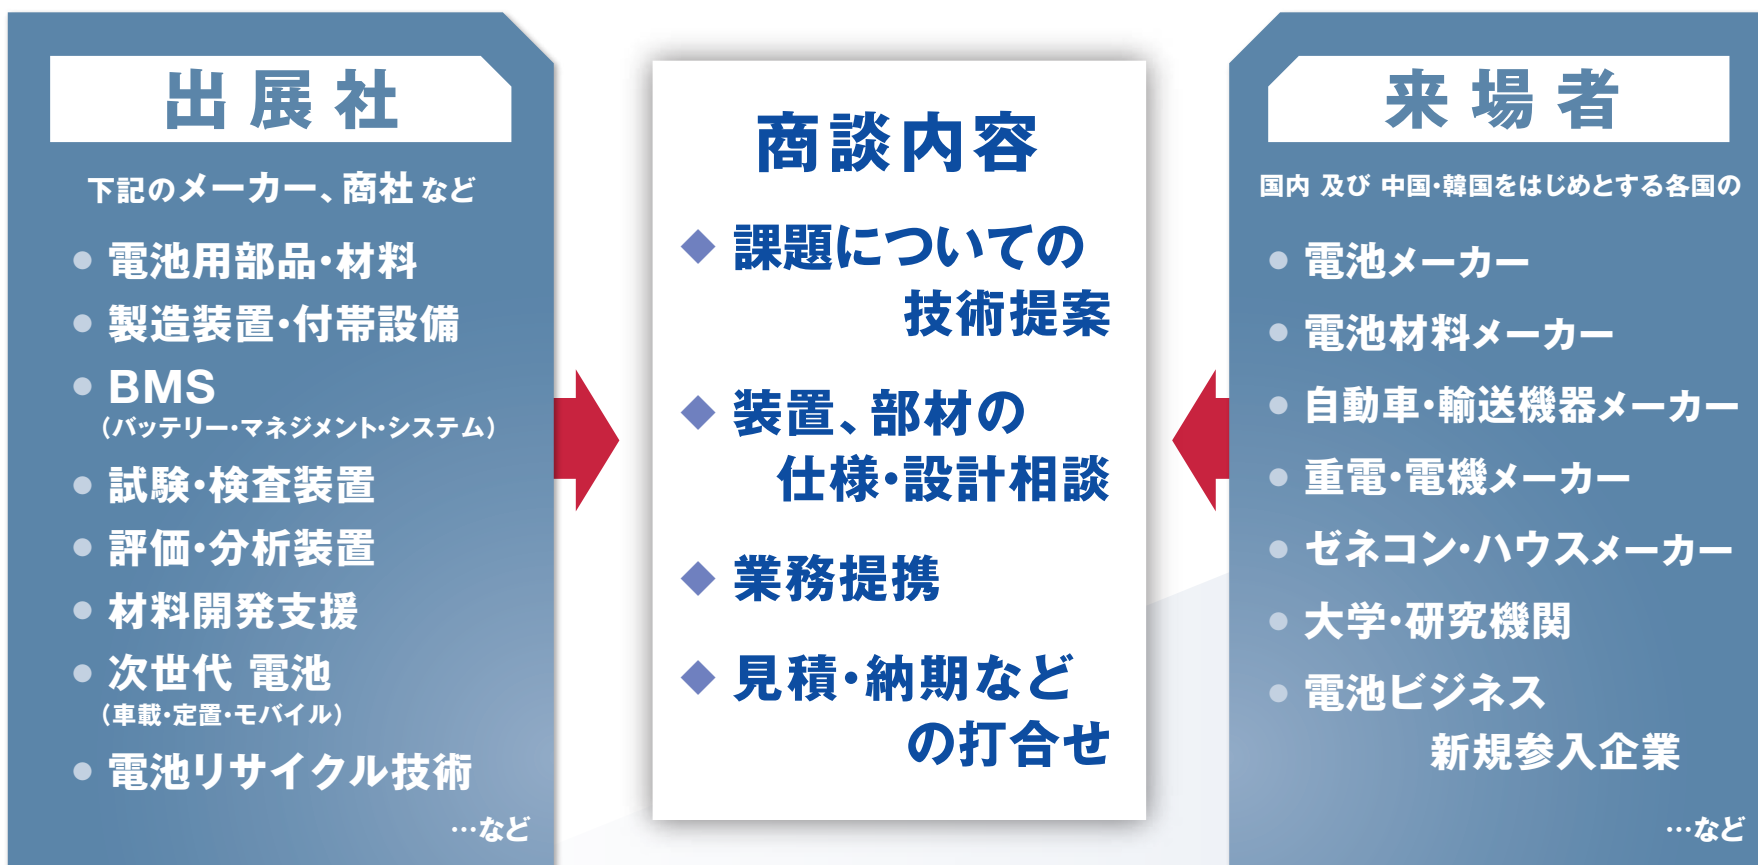 出展社
下記のメーカー、商社 など
● 電池用部品・材料
● 製造装置・付帯設備
● BMS
（バッテリー・マネジメント・システム）
● 試験・検査装置
● 評価・分析装置
● 材料開発支援
● 次世代 電池
（車載・定置・モバイル）
● 電池リサイクル技術
…など
商談内容
◆ 課題についての
技術提案
◆ 装置、部材の
仕様・設計相談
◆ 業務提携
◆ 見積・納期など
の打合せ
来場者
国内 及び 中国・韓国をはじめとする各国の
● 電池メーカー
● 電池材料メーカー
● 自動車・輸送機器メーカー
● 重電・電機メーカー
● ゼネコン・ハウスメーカー
● 大学・研究機関
● 電池ビジネス
新規参入企業
…など